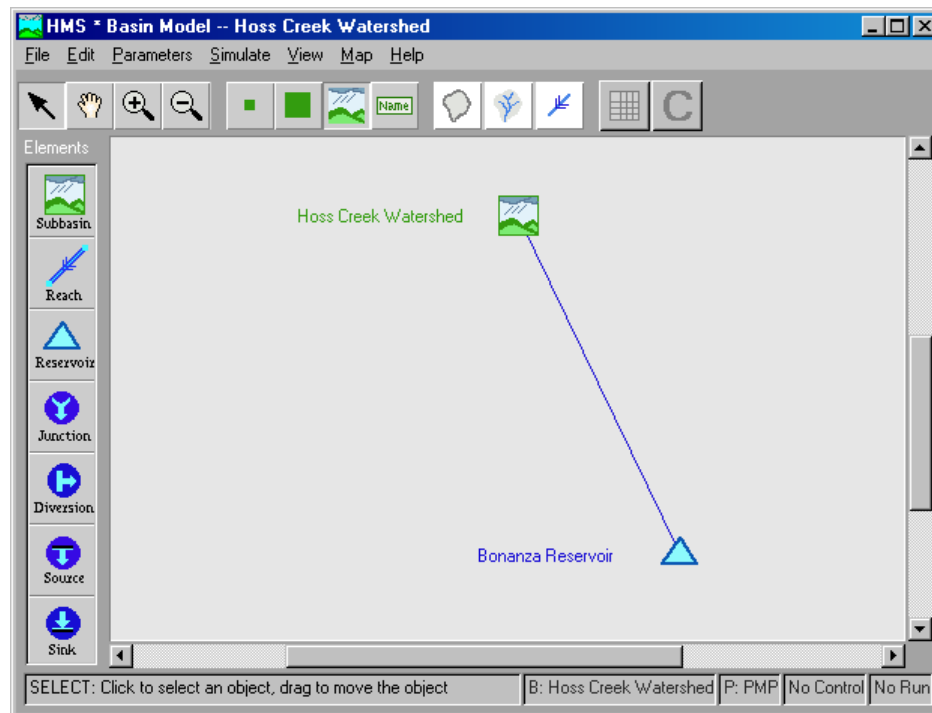 HMS * Basin Model -- Hoss Creek Watershed
File Edit Parameters Simulate View Map Help
Name C
Elements
Subbasin
Reach
Reservoir
Junction
Diversion
Source
Sink
Hoss Creek Watershed
Bonanza Reservoir
SELECT: Click to select an object, drag to move the object B: Hoss Creek Watershed P: PMP No Control No Run